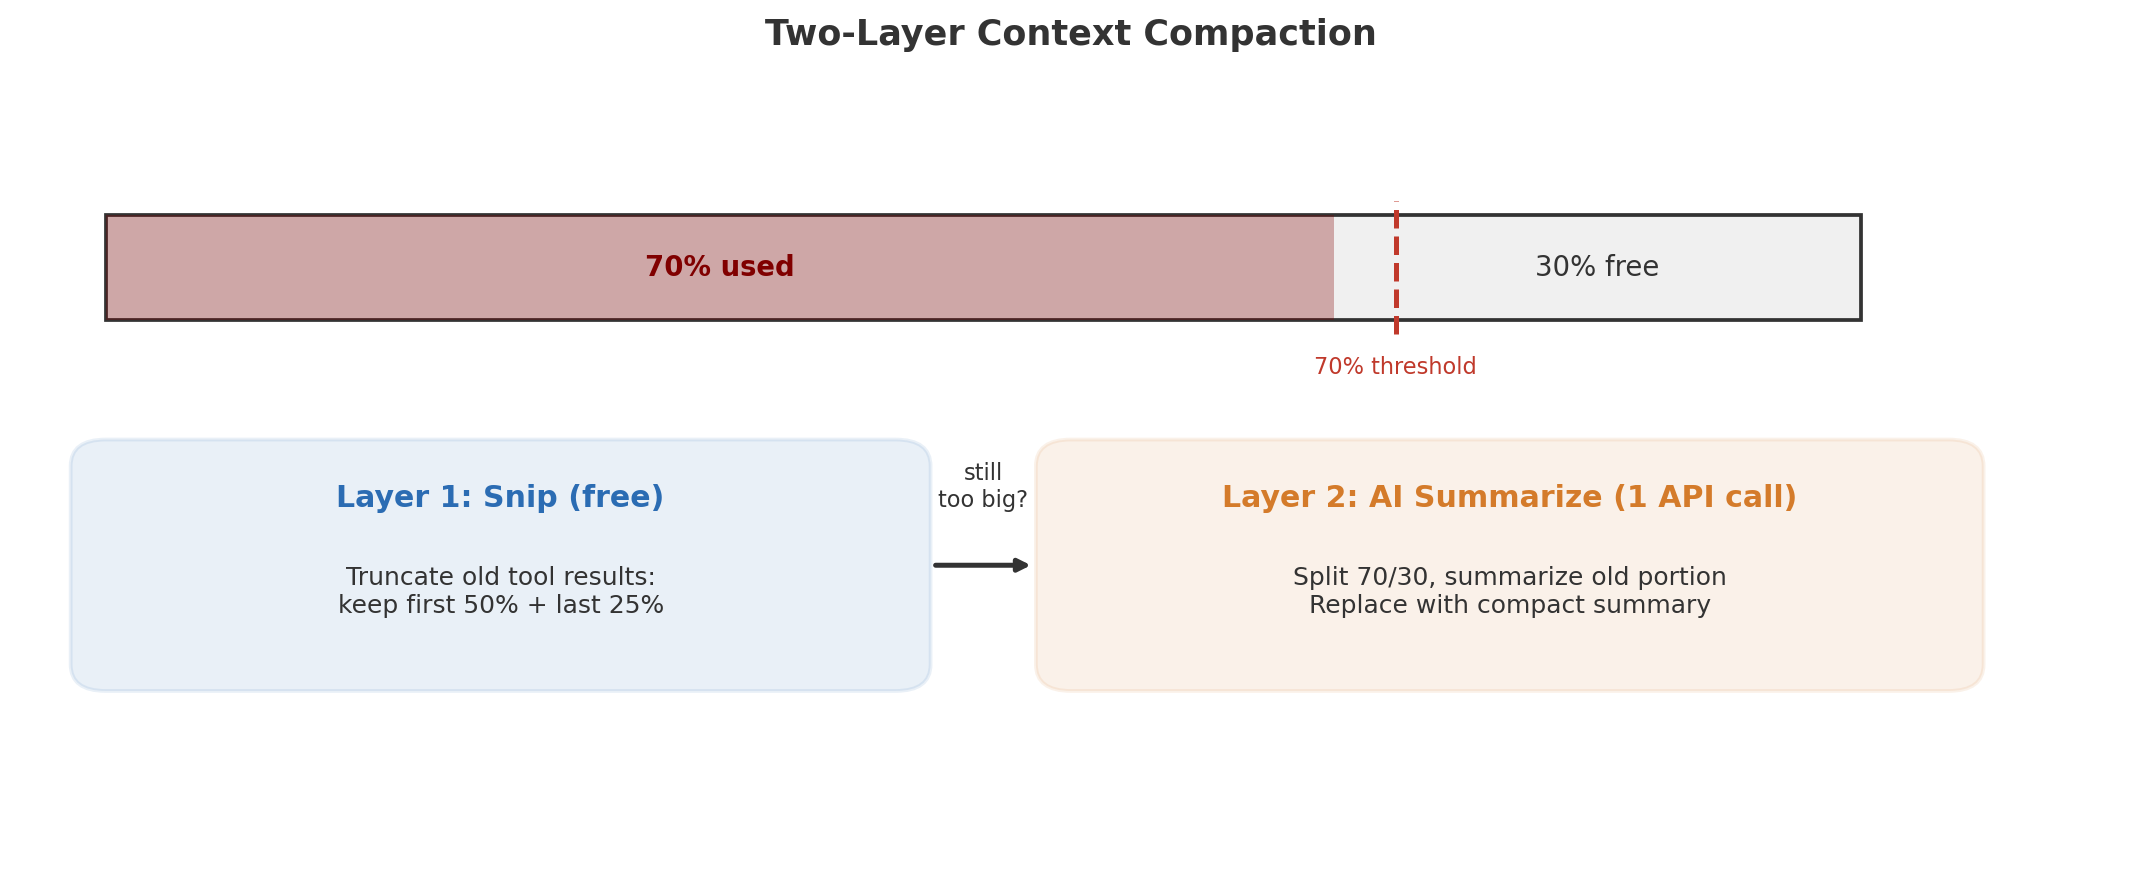 Two-Layer Context Compaction
70% used
30% free
70% threshold
Layer 1: Snip (free)
Truncate old tool results:
keep first 50% + last 25%
still
too big?
Layer 2: AI Summarize (1 API call)
Split 70/30, summarize old portion
Replace with compact summary